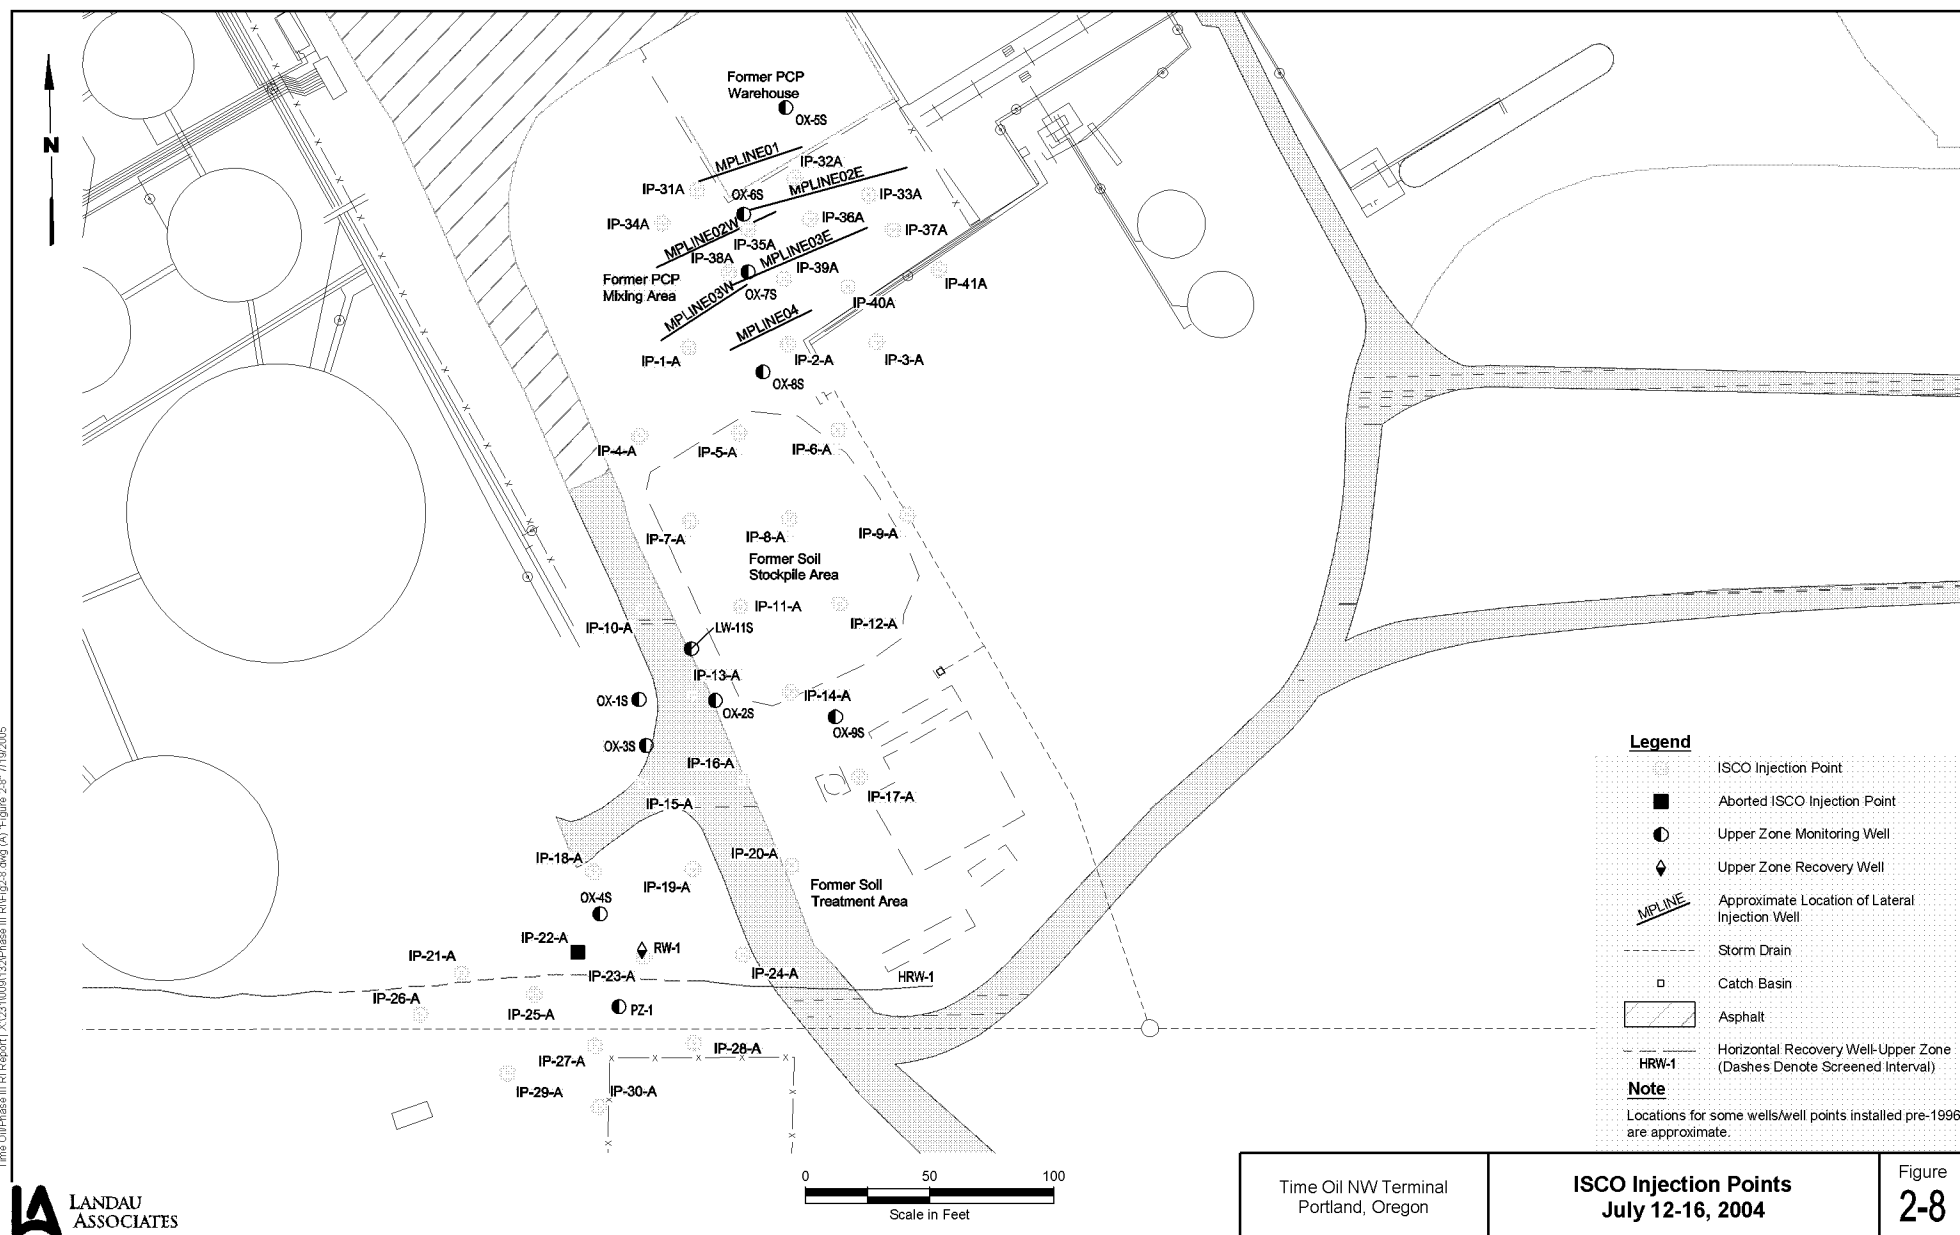 N
Former PCP
Warehouse
OX-5S
MPLINE01
IP-32A
IP-31A
OX-6S
MPLINE02E
IP-33A
IP-34A
MPLINE02W
IP-35A
IP-36A
IP-37A
MPLINE03E
IP-38A
Former PCP
Mixing Area
IP-39A
OX-7S
IP-41A
MPLINE03W
IP-40A
MPLINE04
IP-1-A
IP-2-A
IP-3-A
OX-8S
IP-4-A
IP-5-A
IP-6-A
IP-7-A
IP-8-A
IP-9-A
Former Soil
Stockpile Area
IP-11-A
IP-10-A
LW-11S
IP-12-A
IP-13-A
OX-1S
OX-2S
IP-14-A
OX-9S
OX-3S
IP-16-A
IP-17-A
IP-15-A
IP-18-A
IP-20-A
IP-19-A
Former Soil
Treatment Area
OX-4S
IP-22-A
RW-1
IP-21-A
IP-23-A
IP-24-A
HRW-1
IP-26-A
IP-25-A
PZ-1
IP-27-A
IP-28-A
IP-29-A
IP-30-A
Legend
ISCO Injection Point
Aborted ISCO Injection Point
Upper Zone Monitoring Well
Upper Zone Recovery Well
MPLINE
Approximate Location of Lateral
Injection Well
Storm Drain
Catch Basin
Asphalt
HRW-1
Horizontal Recovery Well-Upper Zone
(Dashes Denote Screened Interval)
Note
Locations for some wells/well points installed pre-1996
are approximate.
0 50 100
Scale in Feet
LA
LANDAU
ASSOCIATES
Time Oil NW Terminal
Portland, Oregon
ISCO Injection Points
July 12-16, 2004
Figure
2-8